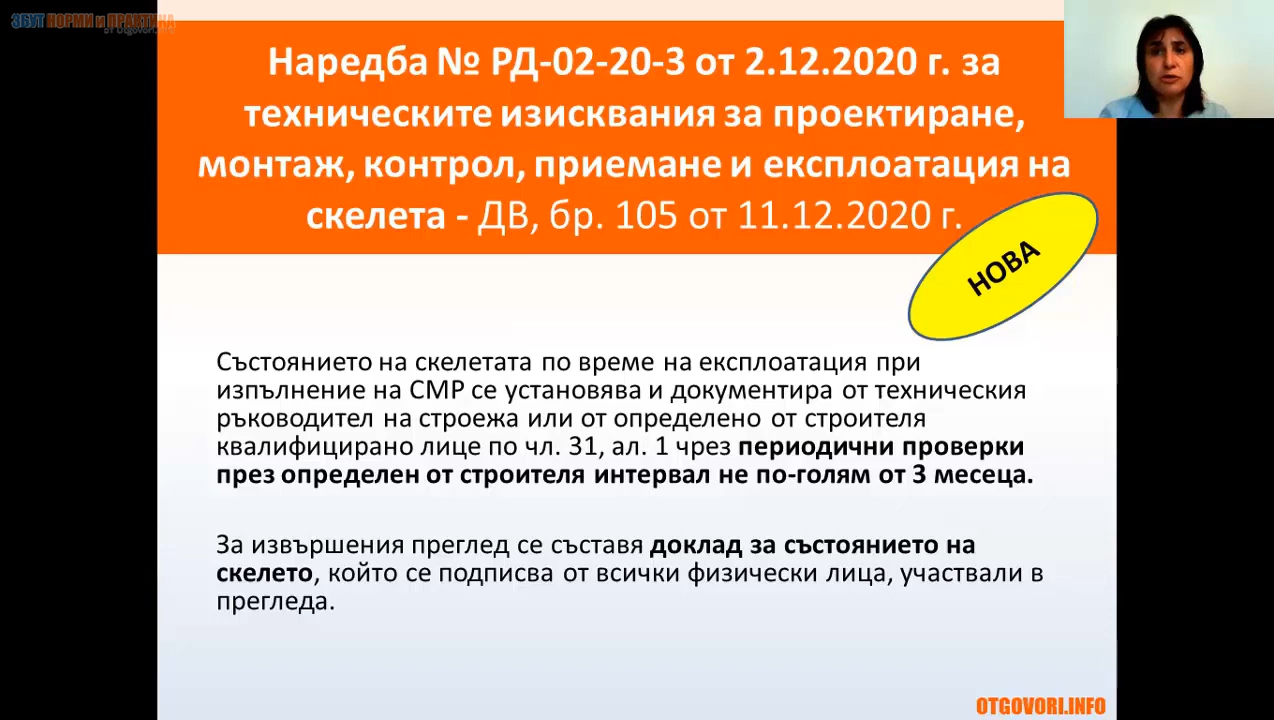 ЗБУТ НОРМИ и ПРАКТИКА
от Otgovori.info
Наредба № РД-02-20-3 от 2.12.2020 г. за
техническите изисквания за проектиране,
монтаж, контрол, приемане и експлоатация на
скелета - ДВ, бр. 105 от 11.12.2020 г.
НОВА
Състоянието на скелетата по време на експлоатация при
изпълнение на СМР се установява и документира от техническия
ръководител на строежа или от определено от строителя
квалифицирано лице по чл. 31, ал. 1 чрез периодични проверки
през определен от строителя интервал не по-голям от 3 месеца.
За извършения преглед се съставя доклад за състоянието на
скелето, който се подписва от всички физически лица, участвали в
прегледа.
OTGOVORI.INFO